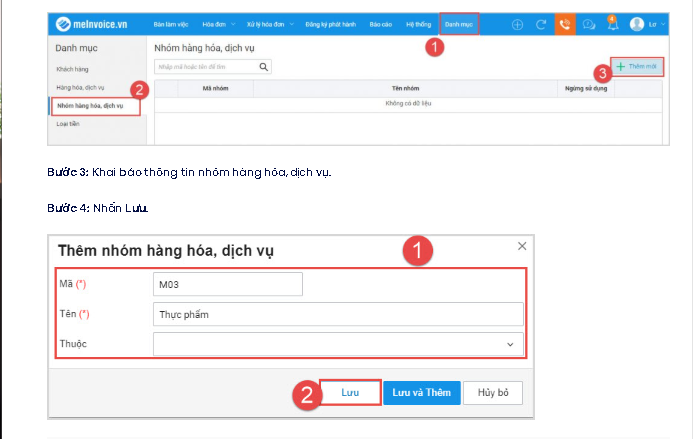 meInvoice.vn Bàn làm việc Hóa đơn Xử lý hóa đơn Đăng ký phát hành Báo cáo Hệ thống Danh mục Lơ
1
Danh mục Nhóm hàng hóa, dịch vụ
Khách hàng Nhập mã hoặc tên để tìm 3 Thêm mới
Hàng hóa, dịch vụ 2 Mã nhóm Tên nhóm Ngừng sử dụng
Nhóm hàng hóa, dịch vụ Không có dữ liệu
Loại tiền
Bước 3: Khai báo thông tin nhóm hàng hóa, dịch vụ.
Bước 4: Nhấn Lưu.
Thêm nhóm hàng hóa, dịch vụ 1
Mã (*) M03
Tên (*) Thực phẩm
Thuộc
2 Lưu Lưu và Thêm Hủy bỏ